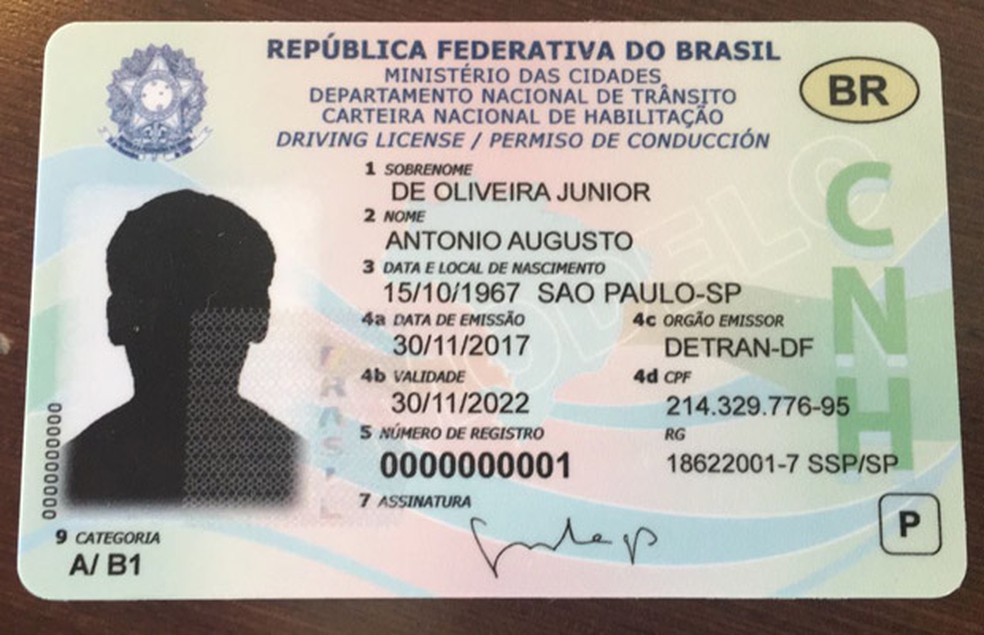 REPÚBLICA FEDERATIVA DO BRASIL
MINISTÉRIO DAS CIDADES
DEPARTAMENTO NACIONAL DE TRÂNSITO
CARTEIRA NACIONAL DE HABILITAÇÃO
DRIVING LICENSE / PERMISO DE CONDUCCIÓN
BR
1 SOBRENOME
DE OLIVEIRA JUNIOR
2 NOME
ANTONIO AUGUSTO
3 DATA E LOCAL DE NASCIMENTO
15/10/1967 SAO PAULO-SP
4a DATA DE EMISSÃO
30/11/2017
4c ORGÃO EMISSOR
DETRAN-DF
4b VALIDADE
30/11/2022
4d CPF
214.329.776-95
5 NÚMERO DE REGISTRO
0000000001
RG
18622001-7 SSP/SP
7 ASSINATURA
9 CATEGORIA
A/ B1
0000000000
BRASIL
MODELO
CNH
P